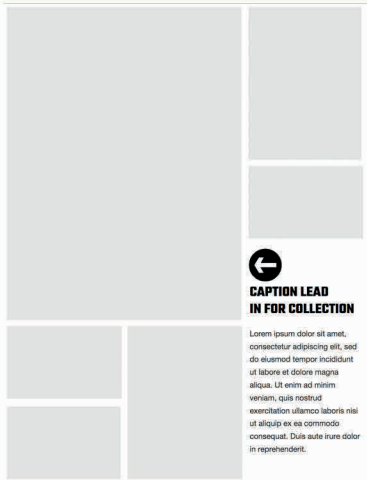 CAPTION LEAD
IN FOR COLLECTION
Lorem ipsum dolor sit amet,
consectetur adipiscing elit, sed
do eiusmod tempor incididunt
ut labore et dolore magna
aliqua. Ut enim ad minim
veniam, quis nostrud
exercitation ullamco laboris nisi
ut aliquip ex ea commodo
consequat. Duis aute irure dolor
in reprehenderit.